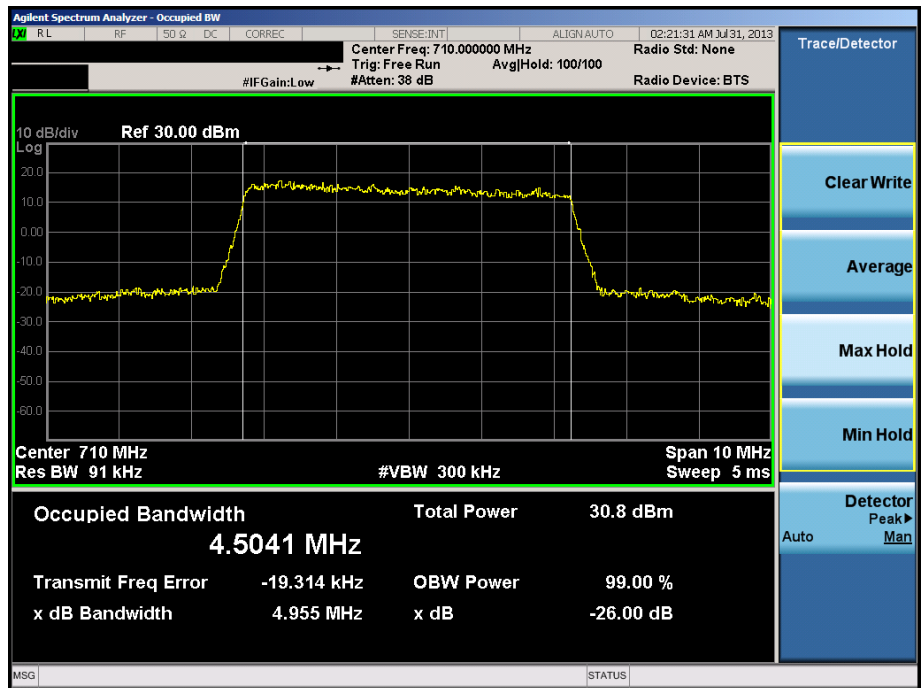 Agilent Spectrum Analyzer - Occupied BW
LXI RL RF 50 Ω DC CORREC SENSE:INT ALIGN AUTO 02:21:31 AM Jul 31, 2013
Center Freq: 710.000000 MHz Radio Std: None
Trig: Free Run Avg|Hold: 100/100
#IFGain:Low #Atten: 38 dB Radio Device: BTS
10 dB/div Ref 30.00 dBm
Log
20.0
10.0
0.00
-10.0
-20.0
-30.0
-40.0
-50.0
-60.0
Center 710 MHz Span 10 MHz
Res BW 91 kHz #VBW 300 kHz Sweep 5 ms
Occupied Bandwidth Total Power 30.8 dBm
4.5041 MHz
Transmit Freq Error -19.314 kHz OBW Power 99.00 %
x dB Bandwidth 4.955 MHz x dB -26.00 dB
MSG STATUS
Trace/Detector
Clear Write
Average
Max Hold
Min Hold
Detector
Peak▶
Auto Man